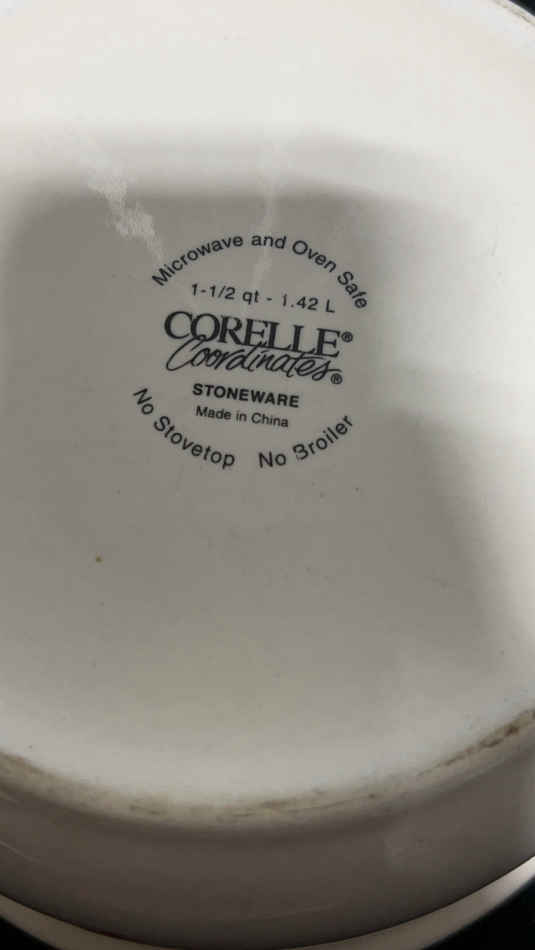 Microwave and Oven Safe
1-1/2 qt - 1.42 L
CORELLE®
Coordinates®
STONEWARE
Made in China
No Stovetop No Broiler